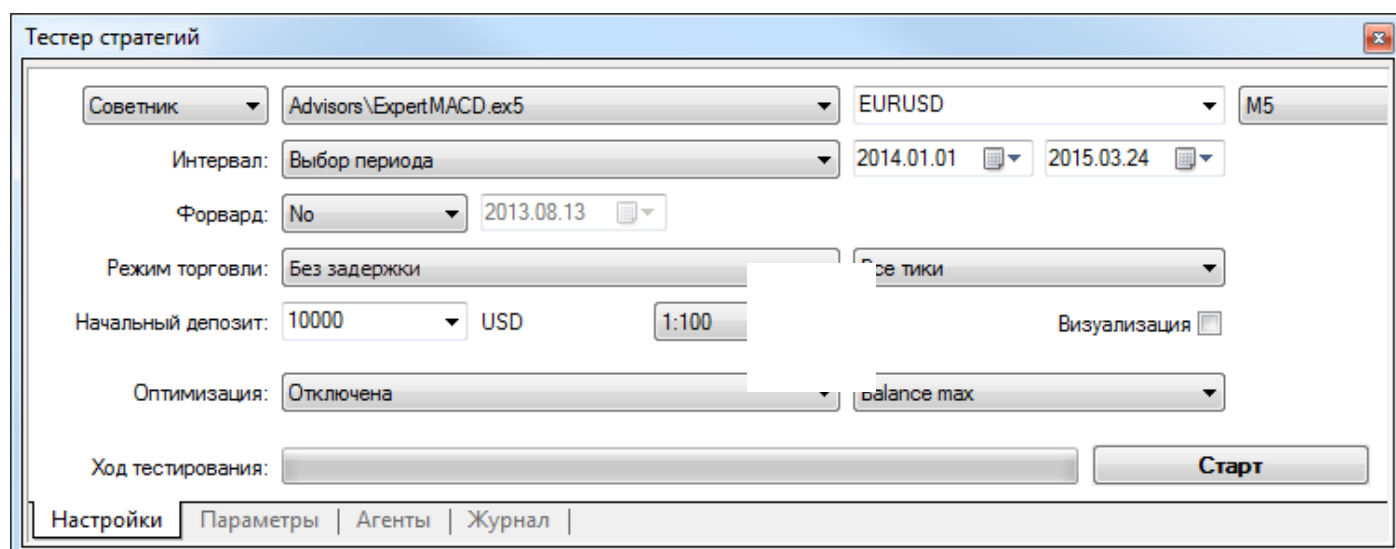 Тестер стратегий
Советник Advisors\ExpertMACD.ex5 EURUSD M5
Интервал: Выбор периода 2014.01.01 2015.03.24
Форвард: No 2013.08.13
Режим торговли: Без задержки Все тики
Начальный депозит: 10000 USD 1:100 Визуализация
Оптимизация: Отключена Balance max
Ход тестирования: Старт
Настройки Параметры | Агенты | Журнал |